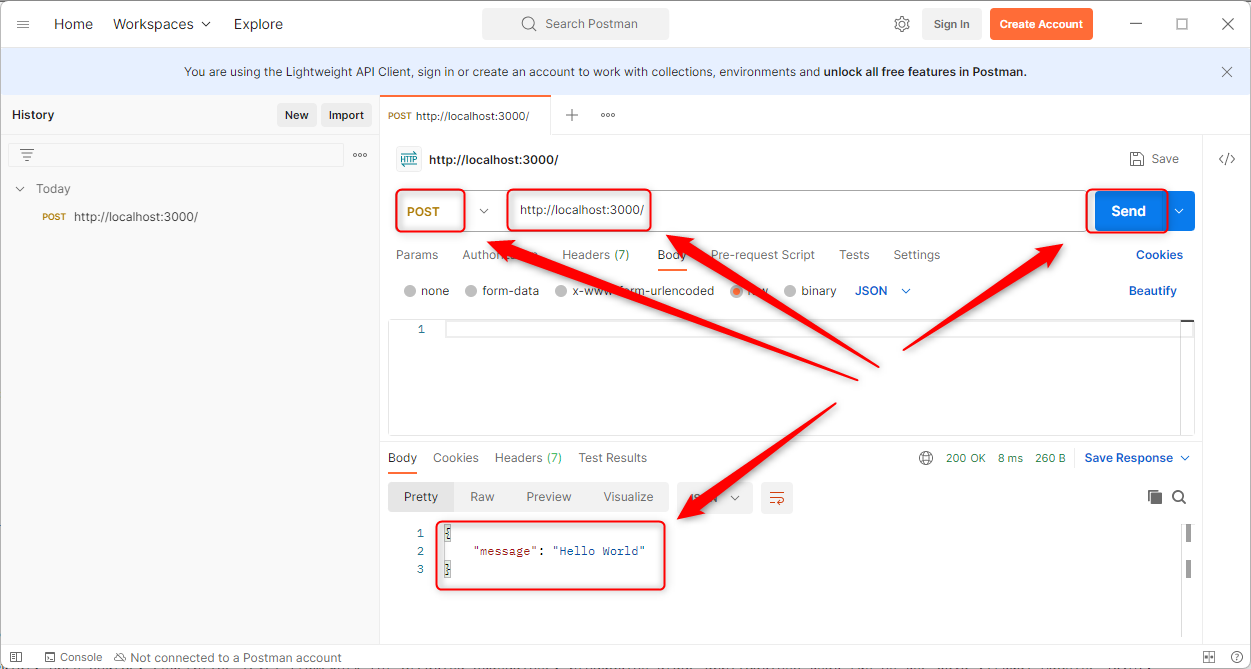 Home Workspaces Explore Search Postman Sign In Create Account
You are using the Lightweight API Client, sign in or create an account to work with collections, environments and unlock all free features in Postman.
History New Import
Today
POST http://localhost:3000/
POST http://localhost:3000/
HTTP http://localhost:3000/ Save </>
POST http://localhost:3000/ Send
Params Headers (7) Body Pre-request Script Tests Settings Cookies
none form-data x-www-form-urlencoded binary JSON Beautify
1
Body Cookies Headers (7) Test Results 200 OK 8 ms 260 B Save Response
Pretty Raw Preview Visualize
1 {
2 "message": "Hello World"
3 }
Console Not connected to a Postman account